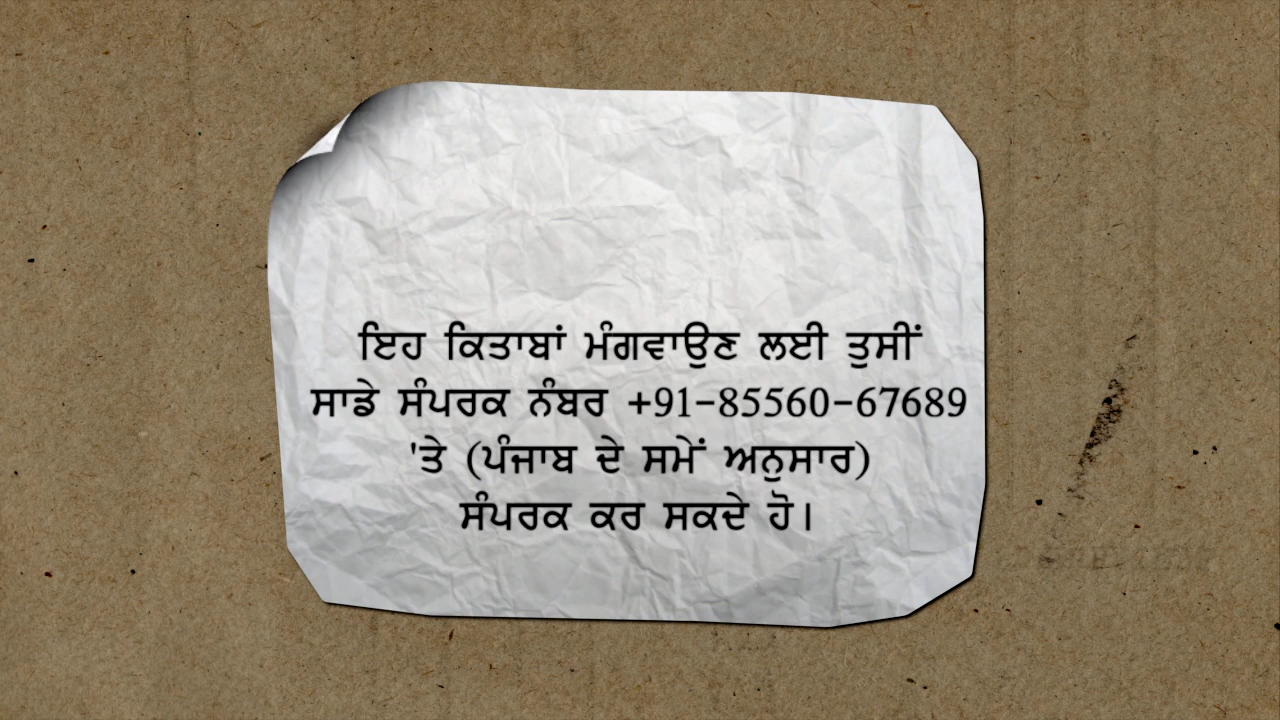 ਇਹ ਕਿਤਾਬਾਂ ਮੰਗਵਾਉਣ ਲਈ ਤੁਸੀਂ
ਸਾਡੇ ਸੰਪਰਕ ਨੰਬਰ +91-85560-67689
'ਤੇ (ਪੰਜਾਬ ਦੇ ਸਮੇਂ ਅਨੁਸਾਰ)
ਸੰਪਰਕ ਕਰ ਸਕਦੇ ਹੋ।